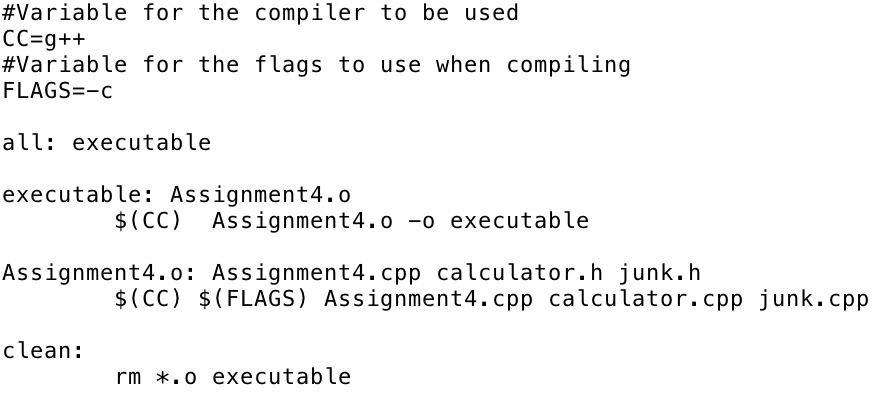 #Variable for the compiler to be used
CC=g++
#Variable for the flags to use when compiling
FLAGS=-c

all: executable

executable: Assignment4.o
        $(CC)  Assignment4.o -o executable

Assignment4.o: Assignment4.cpp calculator.h junk.h
        $(CC) $(FLAGS) Assignment4.cpp calculator.cpp junk.cpp

clean:
        rm *.o executable